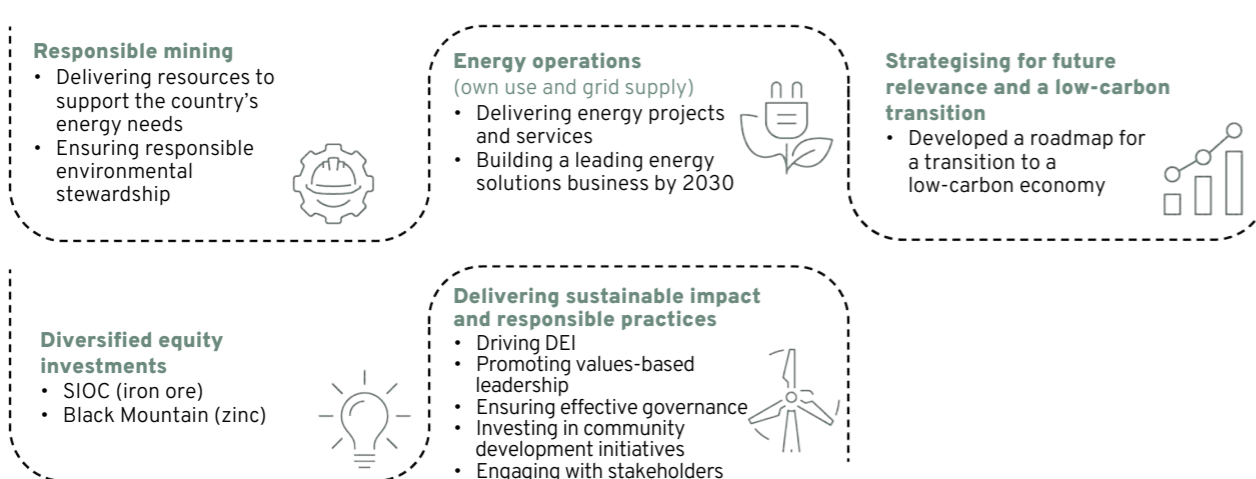 Responsible mining
• Delivering resources to
support the country’s
energy needs
• Ensuring responsible
environmental
stewardship
Energy operations
(own use and grid supply)
• Delivering energy projects
and services
• Building a leading energy
solutions business by 2030
Strategising for future
relevance and a low-carbon
transition
• Developed a roadmap for
a transition to a
low-carbon economy
Diversified equity
investments
• SIOC (iron ore)
• Black Mountain (zinc)
Delivering sustainable impact
and responsible practices
• Driving DEI
• Promoting values-based
leadership
• Ensuring effective governance
• Investing in community
development initiatives
• Engaging with stakeholders